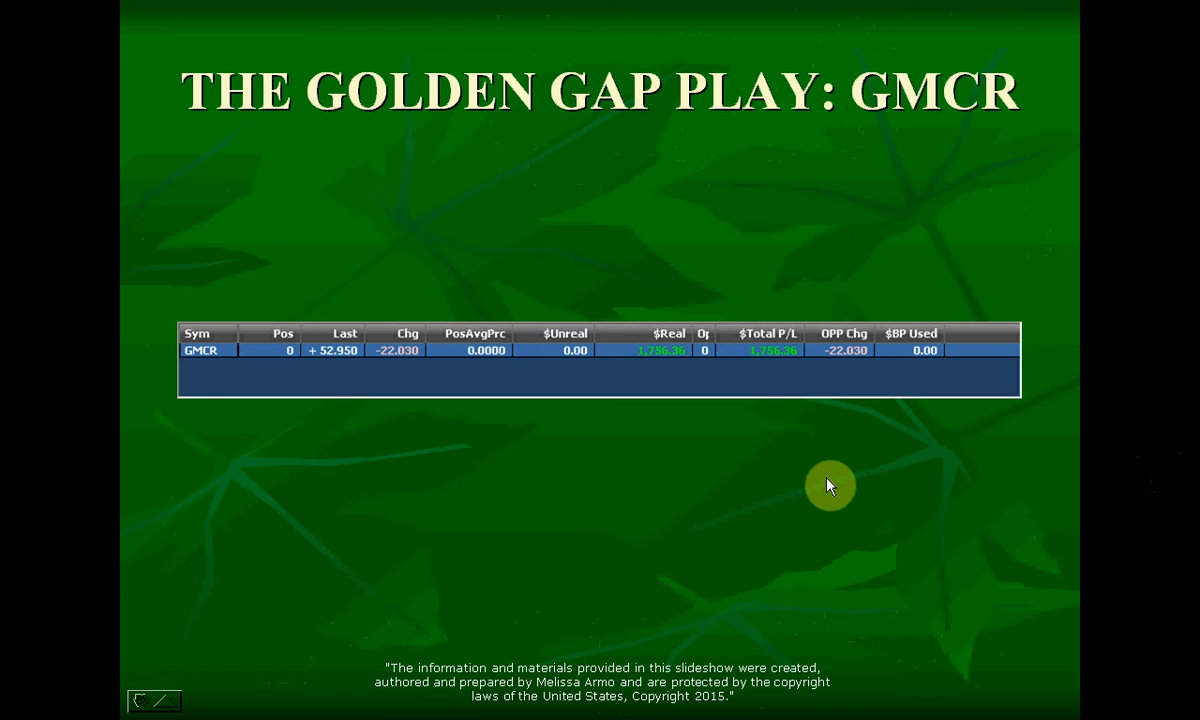 THE GOLDEN GAP PLAY: GMCR
Sym Pos Last Chg PosAvgPrc $Unreal $Real $Total P/L OPP Chg $BP Used
GMCR 0 + 52.950 -22.030 0.0000 0.00 1,756.36 0 1,756.36 -22.030 0.00
"The information and materials provided in this slideshow were created,
authored and prepared by Melissa Armo and are protected by the copyright
laws of the United States, Copyright 2015."